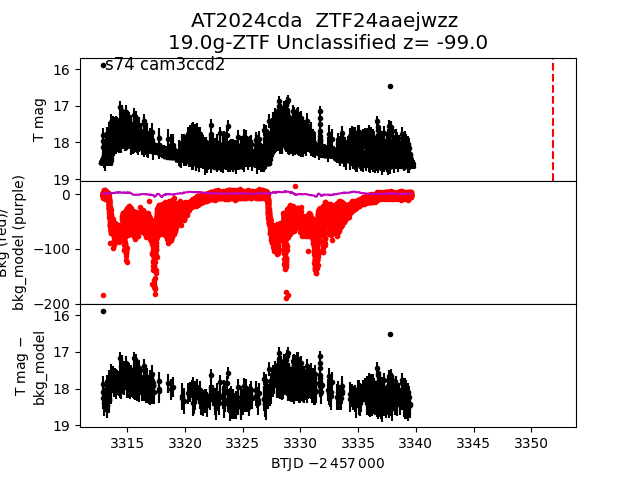 AT2024cda  ZTF24aaejwzz
19.0g-ZTF Unclassified z= -99.0
s74 cam3ccd2
16
17
18
19
T mag
0
−100
−200
Bkg (red)/
bkg_model (purple)
16
17
18
19
T mag −
bkg_model
3315 3320 3325 3330 3335 3340 3345 3350
BTJD −2 457 000